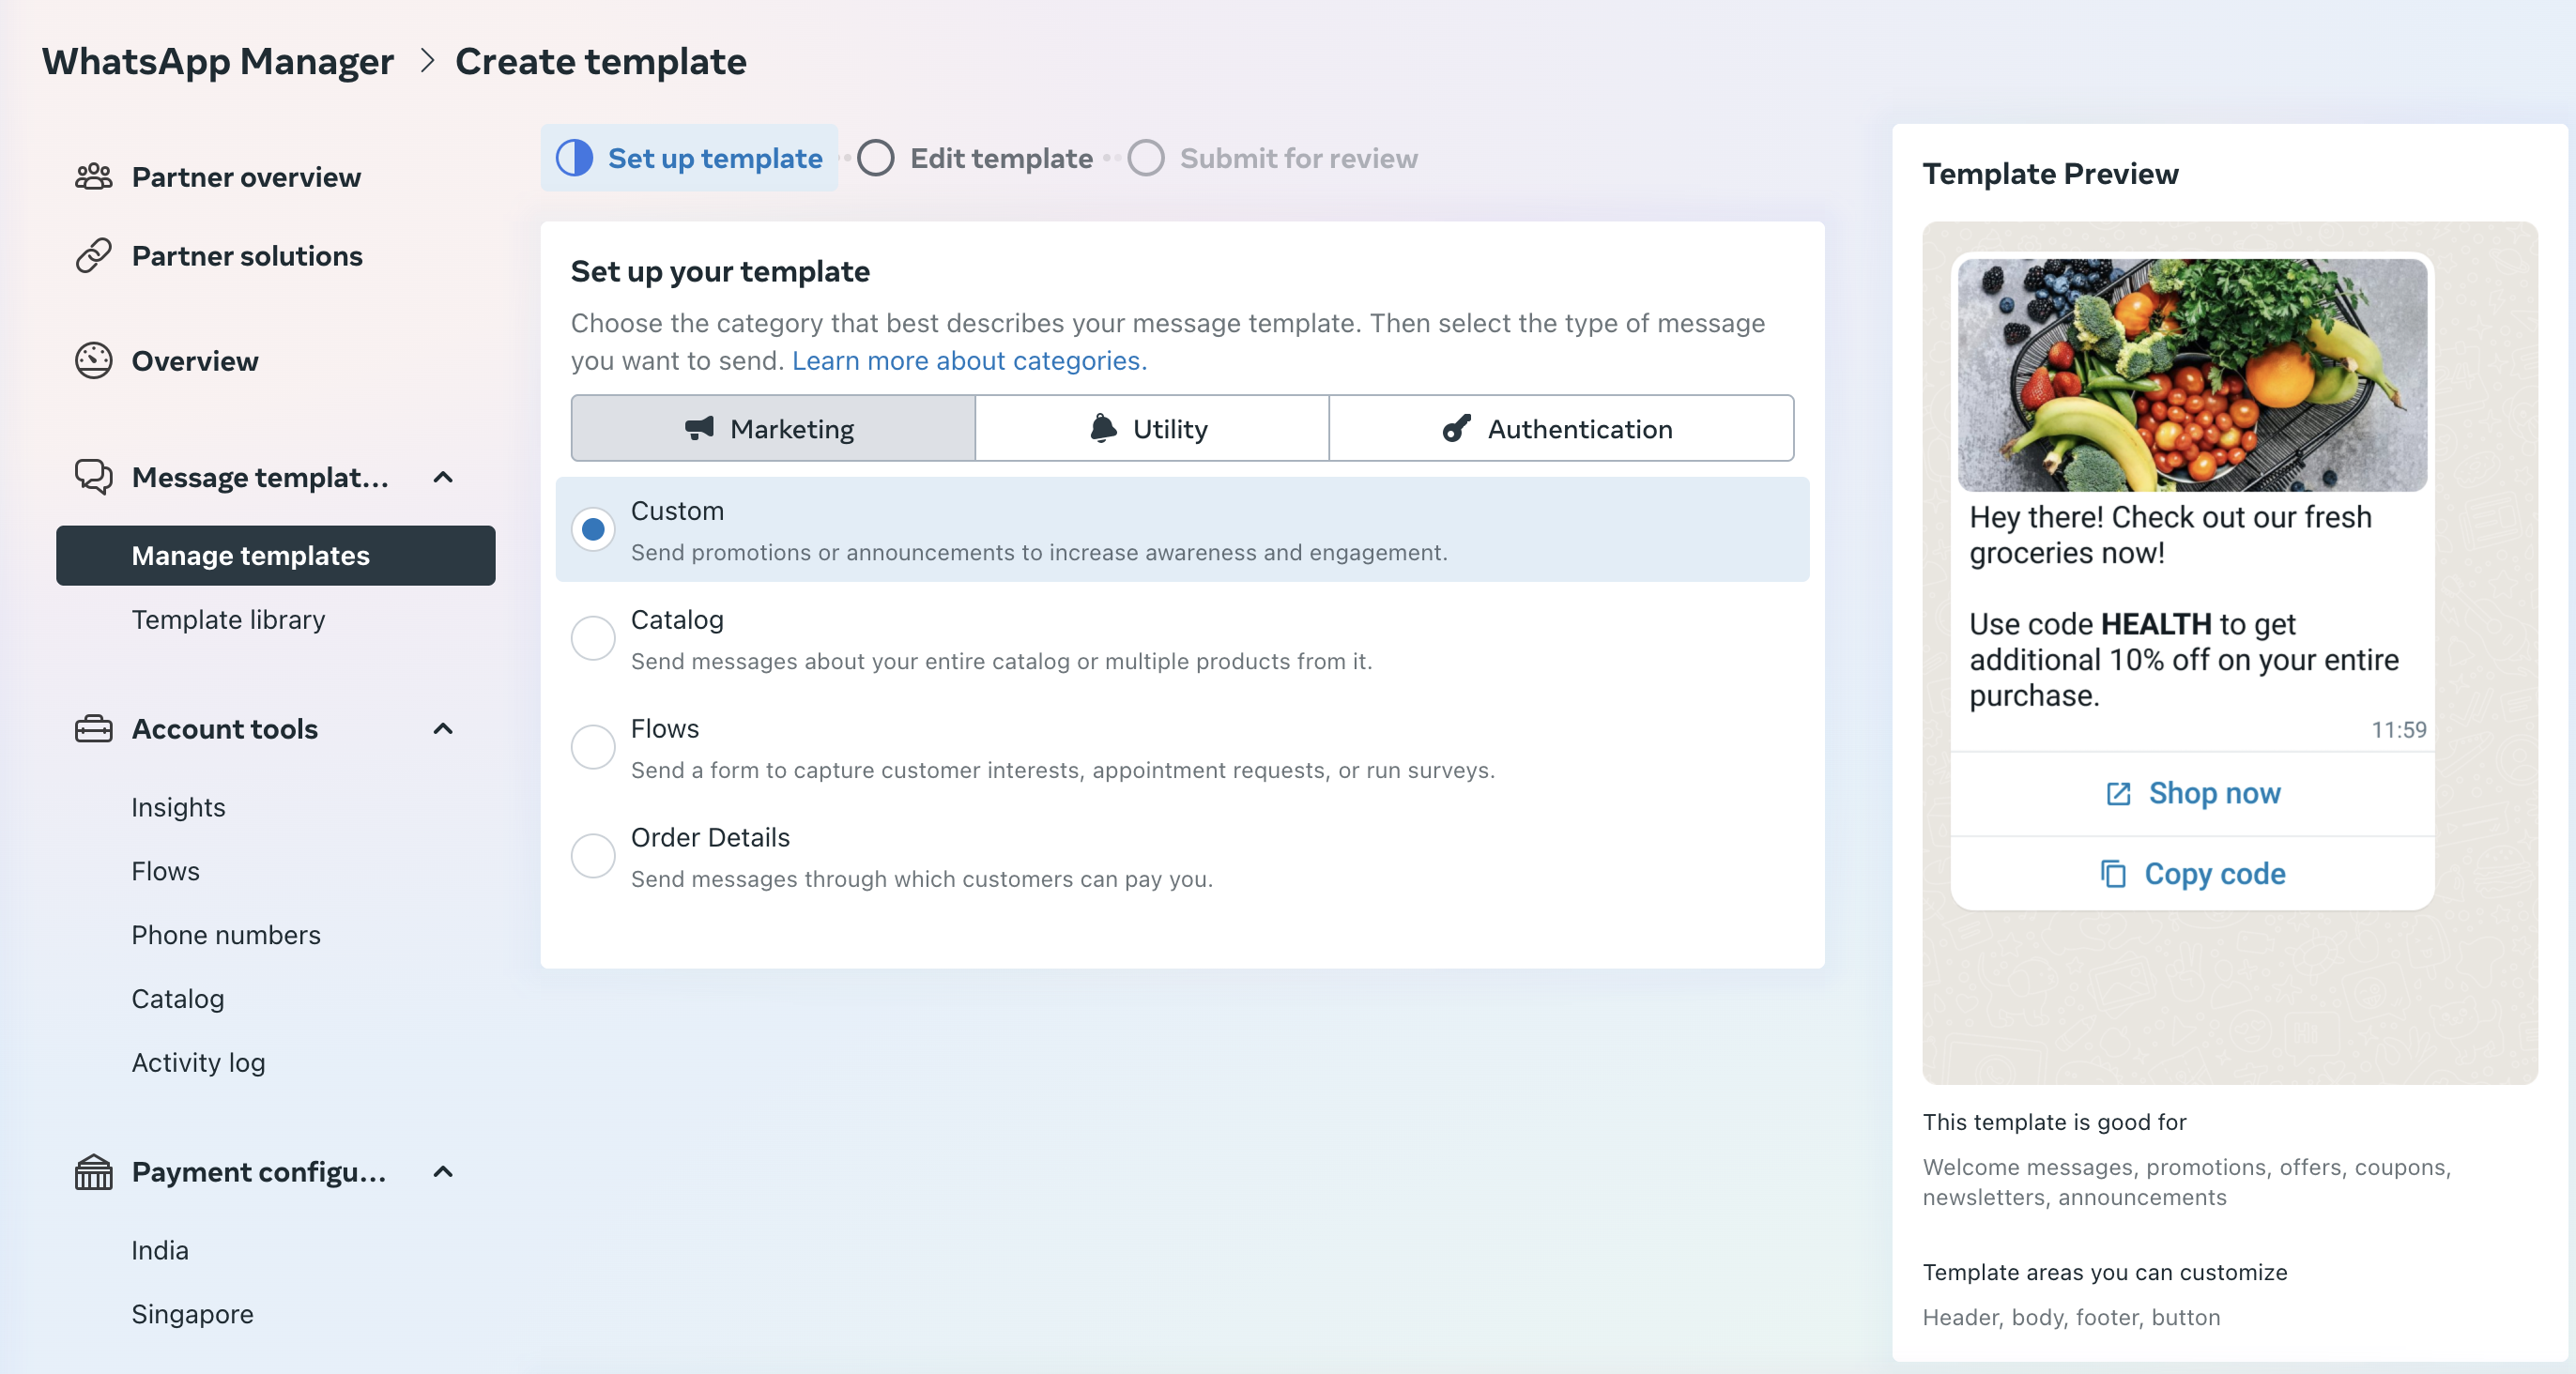 WhatsApp Manager > Create template
Partner overview
Partner solutions
Overview
Message templat...
Manage templates
Template library
Account tools
Insights
Flows
Phone numbers
Catalog
Activity log
Payment configu...
India
Singapore
Set up template
Edit template
Submit for review
Set up your template
Choose the category that best describes your message template. Then select the type of message
you want to send. Learn more about categories.
Marketing
Utility
Authentication
Custom
Send promotions or announcements to increase awareness and engagement.
Catalog
Send messages about your entire catalog or multiple products from it.
Flows
Send a form to capture customer interests, appointment requests, or run surveys.
Order Details
Send messages through which customers can pay you.
Template Preview
Hey there! Check out our fresh
groceries now!
Use code HEALTH to get
additional 10% off on your entire
purchase.
11:59
Shop now
Copy code
This template is good for
Welcome messages, promotions, offers, coupons,
newsletters, announcements
Template areas you can customize
Header, body, footer, button